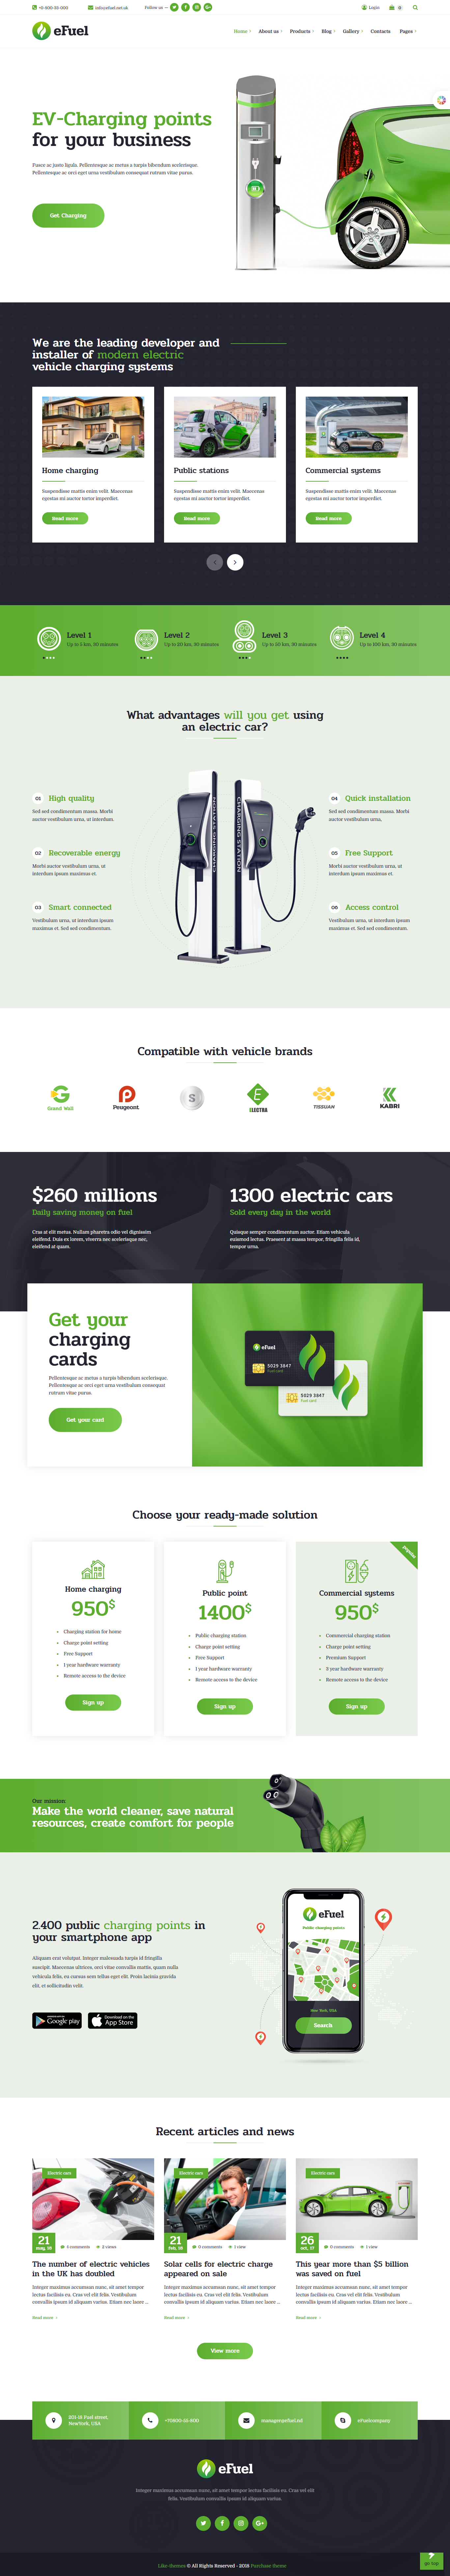 +0-800-33-000
info@efuel.net.uk
Follow us
Login
0
eFuel
Home
About us
Products
Blog
Gallery
Contacts
Pages
EV-Charging points
for your business
Fusce ac justo ligula. Pellentesque ac metus a turpis bibendum scelerisque.
Pellentesque ac orci eget urna vestibulum consequat rutrum vitae purus.
Get Charging
We are the leading developer and
installer of modern electric
vehicle charging systems
Home charging
Suspendisse mattis enim velit. Maecenas
egestas mi auctor tortor imperdiet.
Read more
Public stations
Suspendisse mattis enim velit. Maecenas
egestas mi auctor tortor imperdiet.
Read more
Commercial systems
Suspendisse mattis enim velit. Maecenas
egestas mi auctor tortor imperdiet.
Read more
Level 1
Up to 5 km, 30 minutes
Level 2
Up to 20 km, 30 minutes
Level 3
Up to 50 km, 30 minutes
Level 4
Up to 100 km, 30 minutes
What advantages will you get using
an electric car?
01 High quality
Sed sed condimentum massa. Morbi
auctor vestibulum urna, ut interdum.
02 Recoverable energy
Morbi auctor vestibulum urna, ut
interdum ipsum maximus et.
03 Smart connected
Vestibulum urna, ut interdum ipsum
maximus et. Sed sed condimentum.
CHARGING STATION
CHARGING STATION
04 Quick installation
Sed sed condimentum massa. Morbi
auctor vestibulum urna,
05 Free Support
Morbi auctor vestibulum urna, ut
interdum ipsum maximus et.
06 Access control
Vestibulum urna, ut interdum ipsum
maximus et. Sed sed condimentum.
Compatible with vehicle brands
Grand Wall
Peugeont
S
E
ELECTRA
TISSUAN
KABRI
$260 millions
Daily saving money on fuel
Cras at elit metus. Nullam pharetra odio vel dignissim
eleifend. Duis ex lorem, viverra nec scelerisque nec,
eleifend at quam.
1300 electric cars
Sold every day in the world
Quisque semper condimentum auctor. Etiam vehicula
euismod lectus. Praesent at massa tempor, fringilla felis id,
tempor urna.
Get your
charging
cards
Pellentesque ac metus a turpis bibendum scelerisque.
Pellentesque ac orci eget urna vestibulum consequat
rutrum vitae purus.
Get your card
eFuel
5029 3847
fuel card
5029 3847
fuel card
Choose your ready-made solution
Home charging
950$
Charging station for home
Charge point setting
Free Support
1 year hardware warranty
Remote access to the device
Sign up
Public point
1400$
Public charging station
Charge point setting
Free Support
1 year hardware warranty
Remote access to the device
Sign up
popular
Commercial systems
950$
Commercial charging station
Charge point setting
Premium Support
3 year hardware warranty
Remote access to the device
Sign up
Our mission:
Make the world cleaner, save natural
resources, create comfort for people
2.400 public charging points in
your smartphone app
Aliquam erat volutpat. Integer malesuada turpis id fringilla
suscipit. Maecenas ultrices, orci vitae convallis mattis, quam nulla
vehicula felis, eu cursus sem tellus eget elit. Proin lacinia gravida
elit, et sollicitudin velit.
Google play
Download on the
App Store
eFuel
Public charging points
New York, USA
Search
Recent articles and news
Electric cars
21
may, 18
4 comments
2 views
The number of electric vehicles
in the UK has doubled
Integer maximus accumsan nunc, sit amet tempor
lectus facilisis eu. Cras vel elit felis. Vestibulum
convallis ipsum id aliquam varius. Etiam nec laore ...
Read more
Electric cars
21
feb, 18
0 comments
1 view
Solar cells for electric charge
appeared on sale
Integer maximus accumsan nunc, sit amet tempor
lectus facilisis eu. Cras vel elit felis. Vestibulum
convallis ipsum id aliquam varius. Etiam nec laore ...
Read more
Electric cars
26
oct, 17
0 comments
1 view
This year more than $5 billion
was saved on fuel
Integer maximus accumsan nunc, sit amet tempor
lectus facilisis eu. Cras vel elit felis. Vestibulum
convallis ipsum id aliquam varius. Etiam nec laore ...
Read more
View more
NewYork, USA
eFuelcompany
eFuel
Integer maximus accumsan nunc, sit amet tempor lectus facilisis eu. Cras vel elit
felis. Vestibulum convallis ipsum id aliquam varius.
Like-themes © All Rights Reserved - 2018 Purchase theme
go top